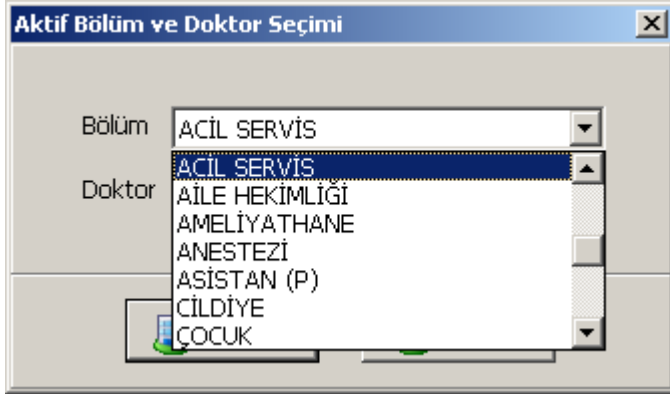 Aktif Bölüm ve Doktor Seçimi
Bölüm
ACİL SERVİS
Doktor
ACİL SERVİS
AİLE HEKİMLİĞİ
AMELİYATHANE
ANESTEZİ
ASİSTAN (P)
CİLDİYE
ÇOCUK